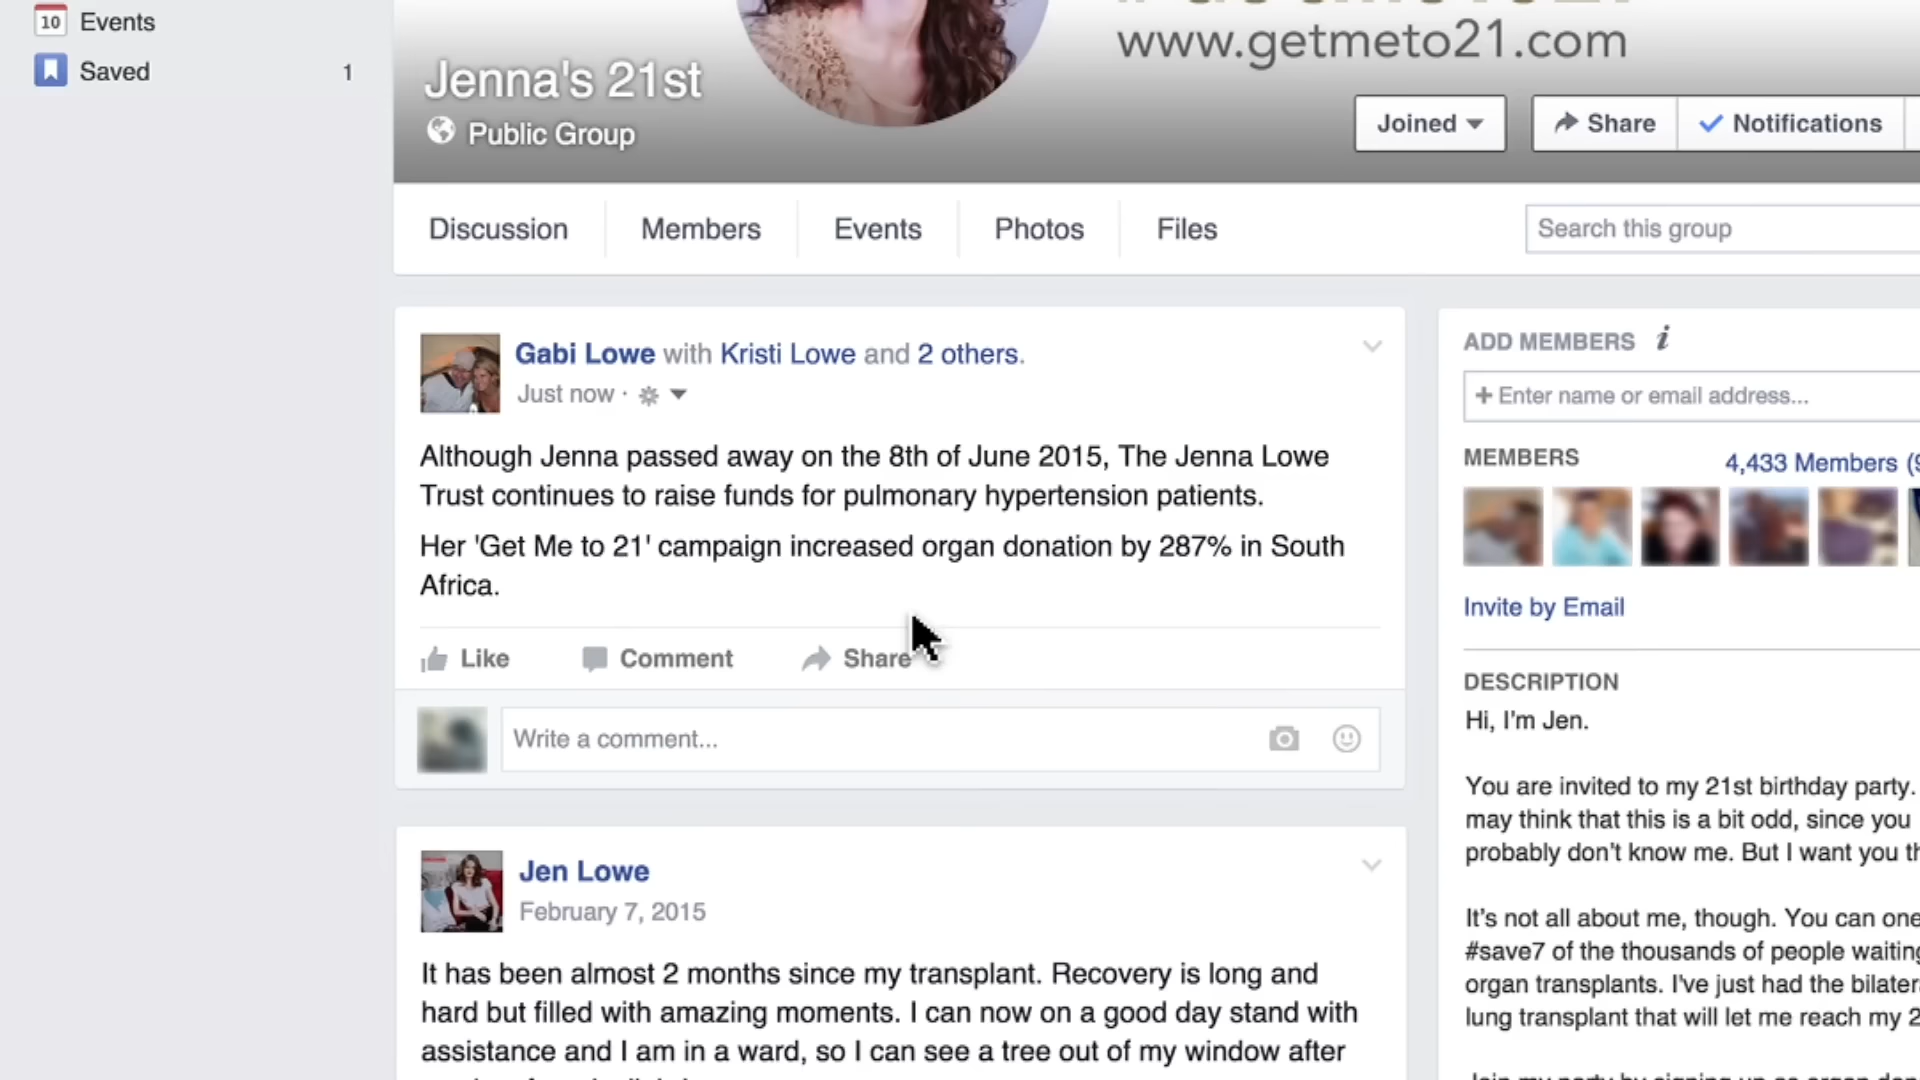 10 Events
Saved 1
www.getmeto21.com
Jenna's 21st
Public Group
Joined
Share
Notifications
Discussion
Members
Events
Photos
Files
Search this group
Gabi Lowe with Kristi Lowe and 2 others.
Just now ·
Although Jenna passed away on the 8th of June 2015, The Jenna Lowe
Trust continues to raise funds for pulmonary hypertension patients.
Her 'Get Me to 21' campaign increased organ donation by 287% in South
Africa.
Like
Comment
Share
Write a comment...
Jen Lowe
February 7, 2015
It has been almost 2 months since my transplant. Recovery is long and
hard but filled with amazing moments. I can now on a good day stand with
assistance and I am in a ward, so I can see a tree out of my window after
ADD MEMBERS i
+ Enter name or email address...
MEMBERS
4,433 Members
Invite by Email
DESCRIPTION
Hi, I'm Jen.
You are invited to my 21st birthday party.
may think that this is a bit odd, since you
probably don't know me. But I want you
It's not all about me, though. You can
#save7 of the thousands of people
organ transplants. I've just had the
lung transplant that will let me reach my